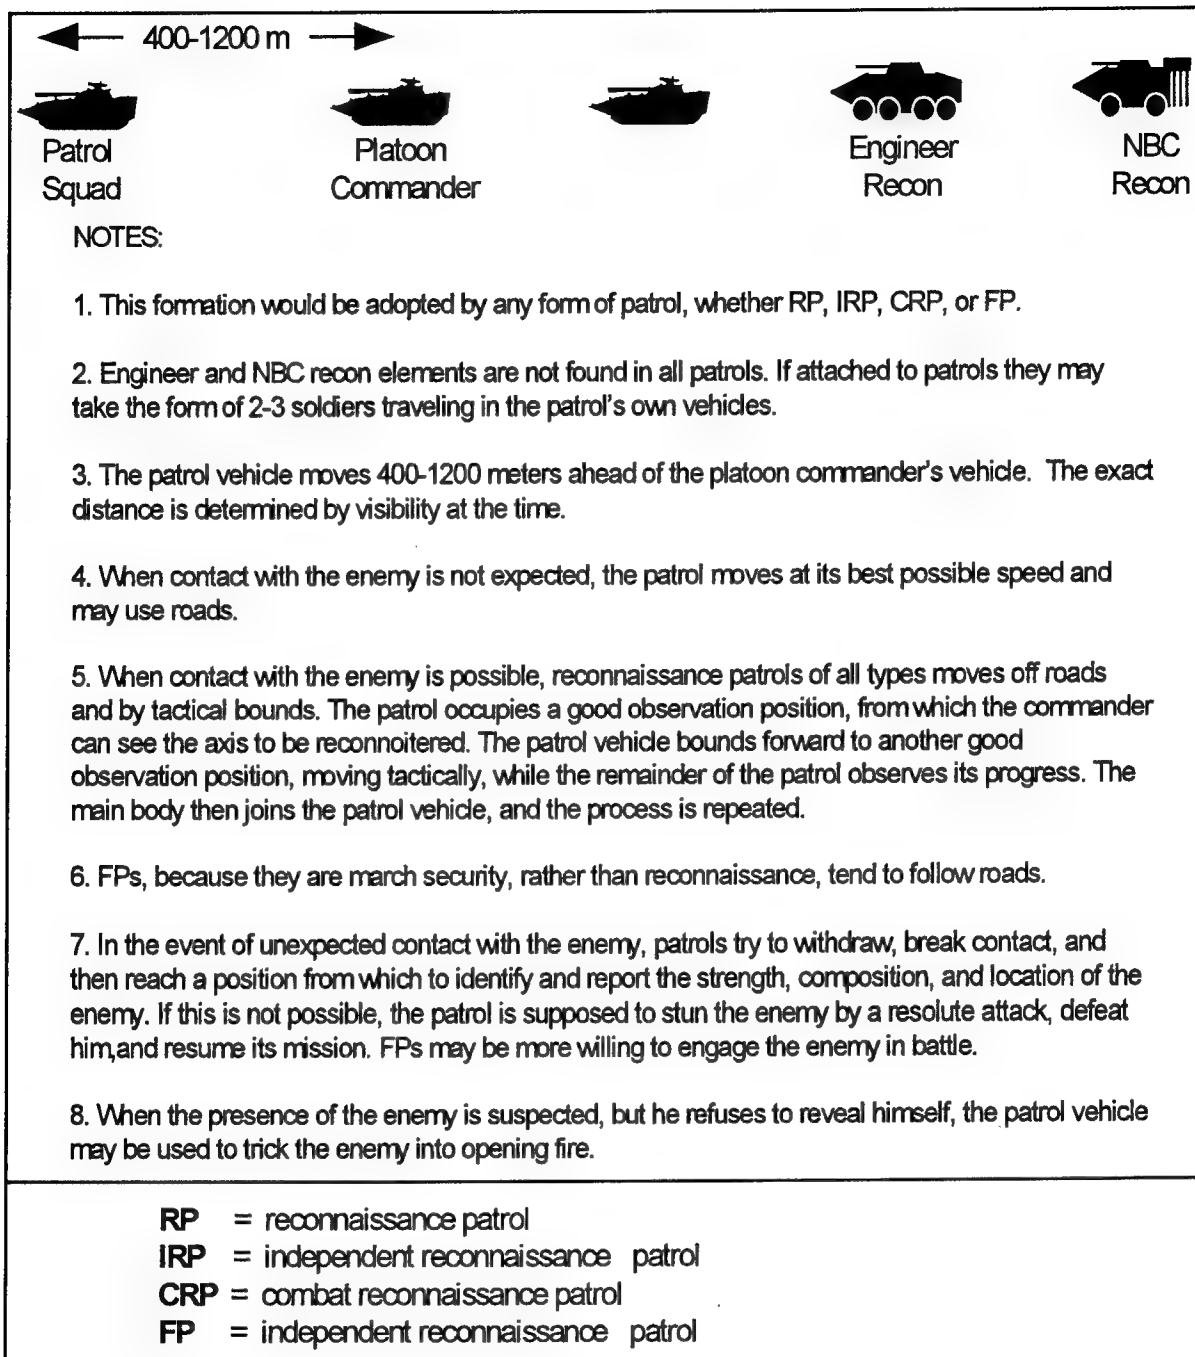 400-1200 m
Patrol Squad
Platoon Commander
Engineer Recon
NBC Recon
NOTES:
1. This formation would be adopted by any form of patrol, whether RP, IRP, CRP, or FP.
2. Engineer and NBC recon elements are not found in all patrols. If attached to patrols they may
take the form of 2-3 soldiers traveling in the patrol's own vehicles.
3. The patrol vehicle moves 400-1200 meters ahead of the platoon commander's vehicle. The exact
distance is determined by visibility at the time.
4. When contact with the enemy is not expected, the patrol moves at its best possible speed and
may use roads.
5. When contact with the enemy is possible, reconnaissance patrols of all types moves off roads
and by tactical bounds. The patrol occupies a good observation position, from which the commander
can see the axis to be reconnoitered. The patrol vehicle bounds forward to another good
observation position, moving tactically, while the remainder of the patrol observes its progress. The
main body then joins the patrol vehicle, and the process is repeated.
6. FPs, because they are march security, rather than reconnaissance, tend to follow roads.
7. In the event of unexpected contact with the enemy, patrols try to withdraw, break contact, and
then reach a position from which to identify and report the strength, composition, and location of the
enemy. If this is not possible, the patrol is supposed to stun the enemy by a resolute attack, defeat
him,and resume its mission. FPs may be more willing to engage the enemy in battle.
8. When the presence of the enemy is suspected, but he refuses to reveal himself, the patrol vehicle
may be used to trick the enemy into opening fire.
RP = reconnaissance patrol
IRP = independent reconnaissance patrol
CRP = combat reconnaissance patrol
FP = independent reconnaissance patrol